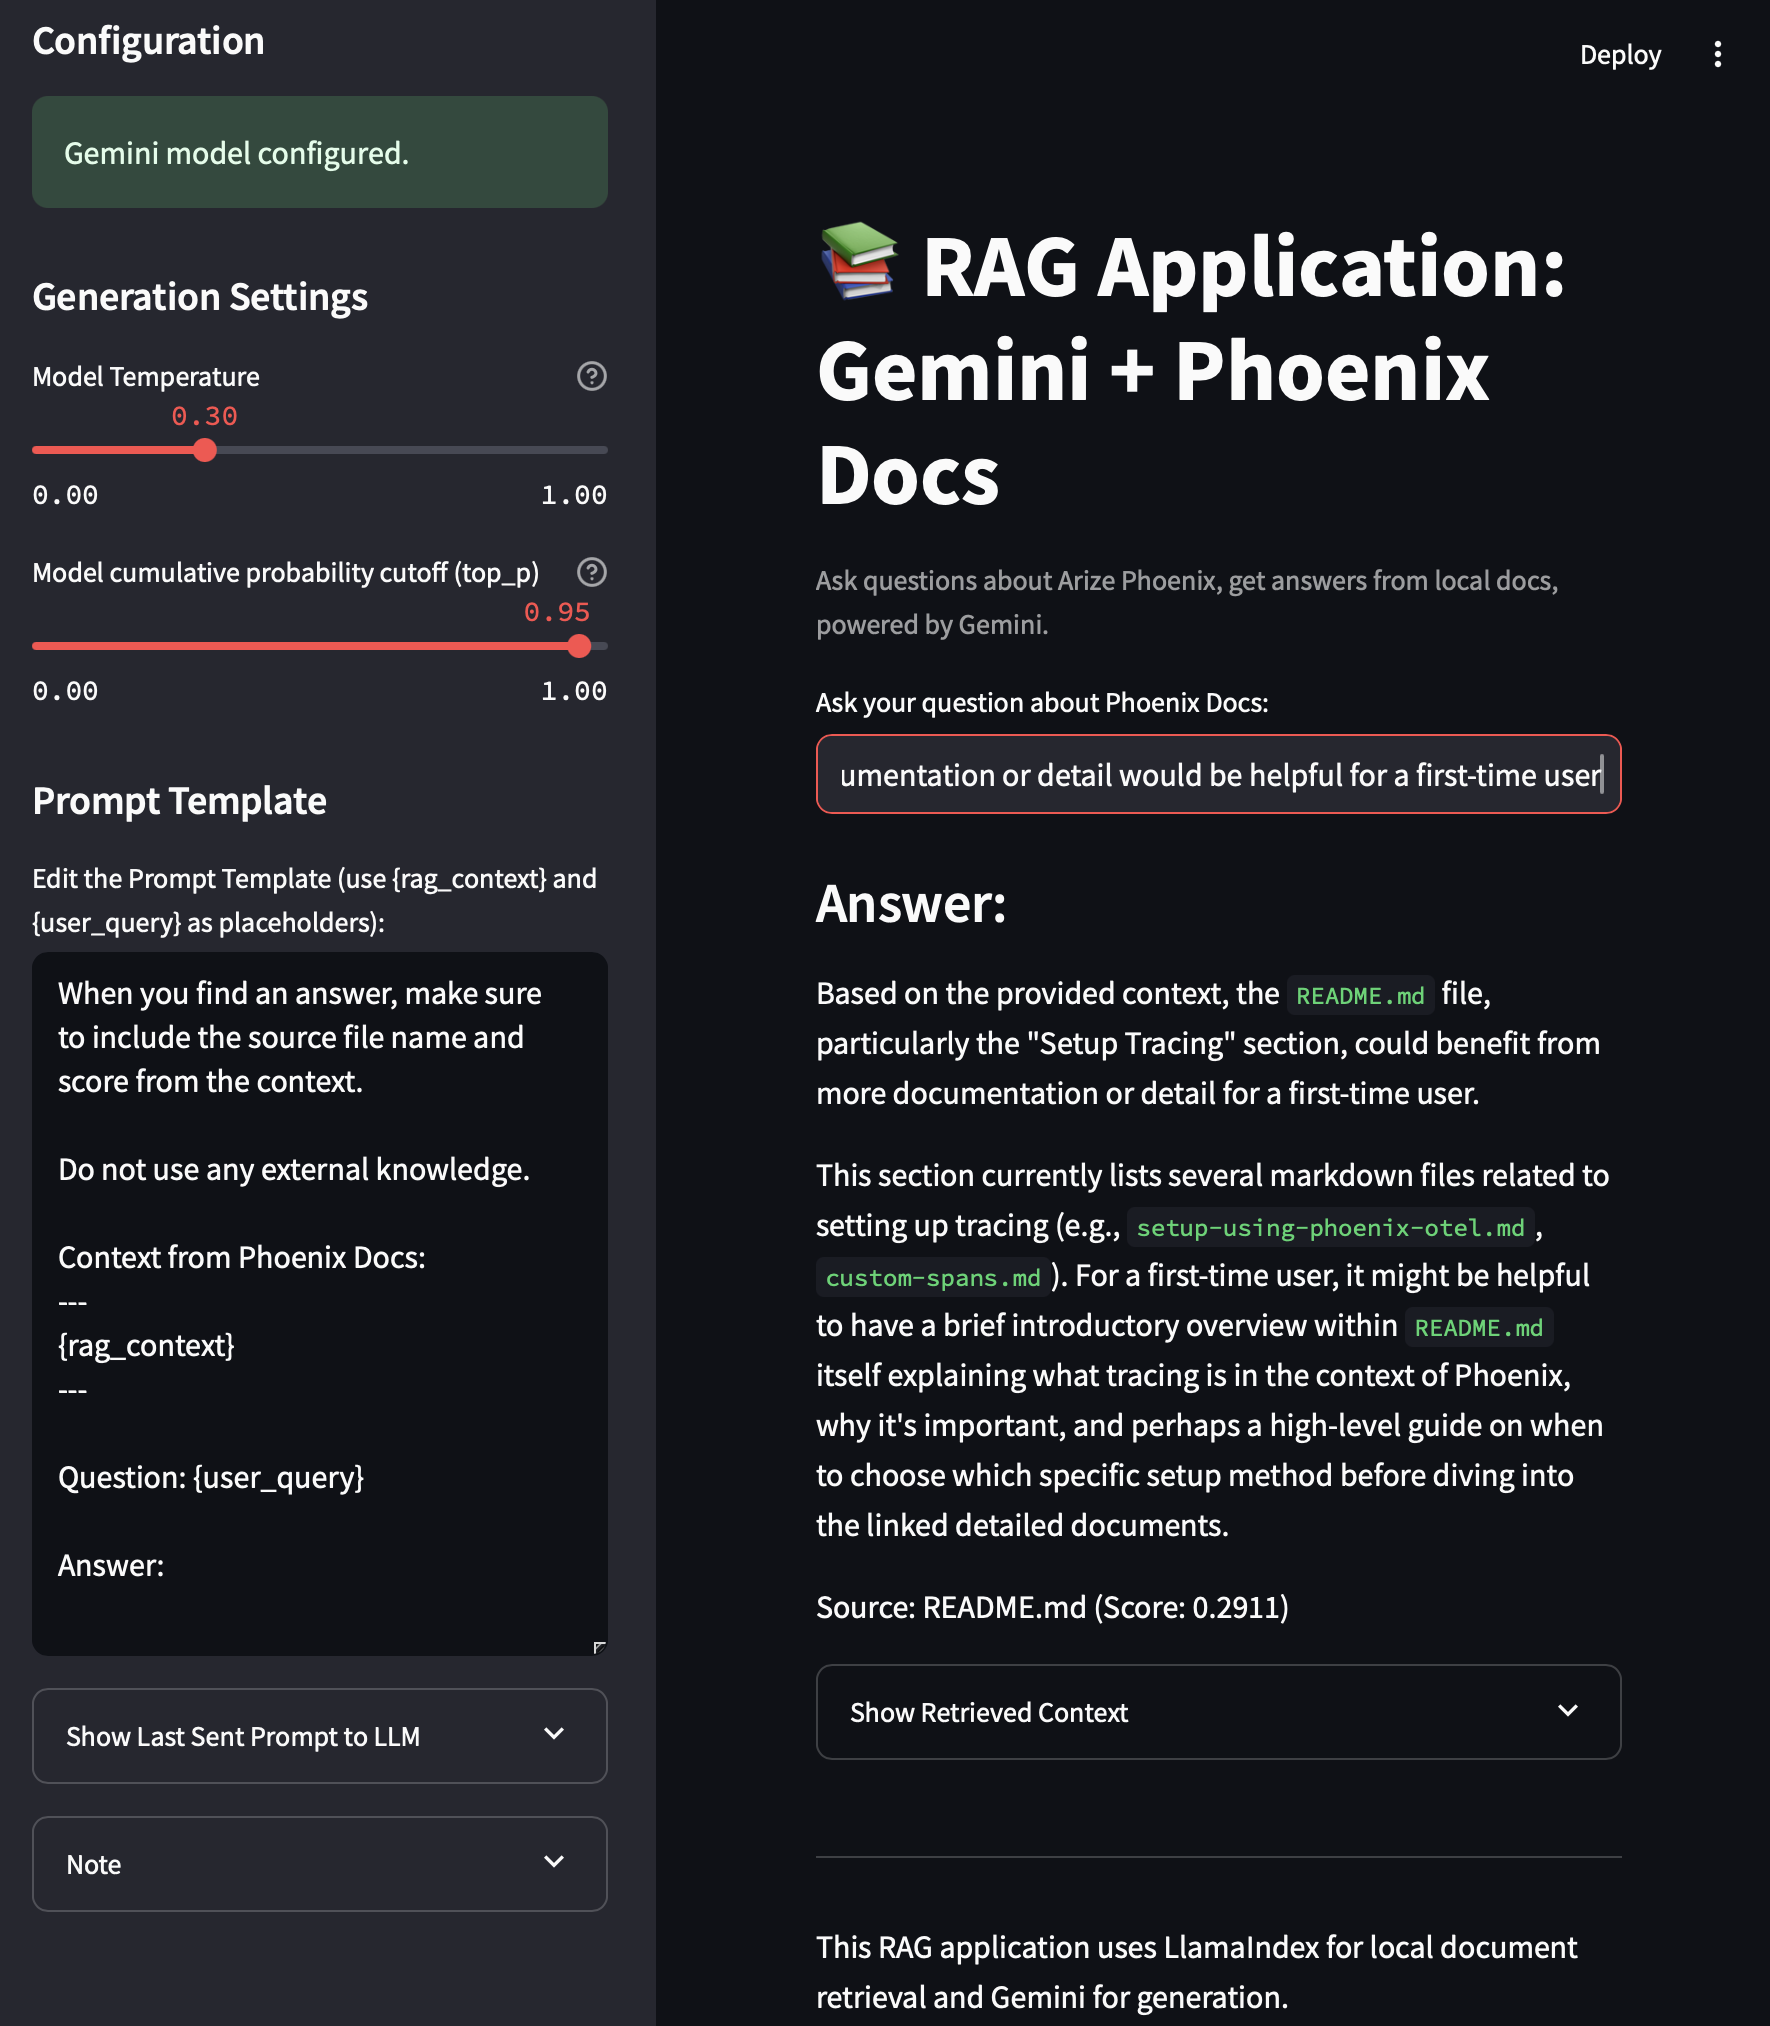 Configuration
Gemini model configured.
Generation Settings
Model Temperature
0.30
0.00
1.00
Model cumulative probability cutoff (top_p)
0.95
0.00
1.00
Prompt Template
Edit the Prompt Template (use {rag_context} and
{user_query} as placeholders):
When you find an answer, make sure
to include the source file name and
score from the context.
Do not use any external knowledge.
Context from Phoenix Docs:
---
{rag_context}
---
Question: {user_query}
Answer:
Show Last Sent Prompt to LLM
Note
Deploy
RAG Application:
Gemini + Phoenix
Docs
Ask questions about Arize Phoenix, get answers from local docs,
powered by Gemini.
Ask your question about Phoenix Docs:
umentation or detail would be helpful for a first-time user
Answer:
Based on the provided context, the README.md file,
particularly the "Setup Tracing" section, could benefit from
more documentation or detail for a first-time user.
This section currently lists several markdown files related to
setting up tracing (e.g., setup-using-phoenix-otel.md,
custom-spans.md). For a first-time user, it might be helpful
to have a brief introductory overview within README.md
itself explaining what tracing is in the context of Phoenix,
why it's important, and perhaps a high-level guide on when
to choose which specific setup method before diving into
the linked detailed documents.
Source: README.md (Score: 0.2911)
Show Retrieved Context
This RAG application uses LlamaIndex for local document
retrieval and Gemini for generation.